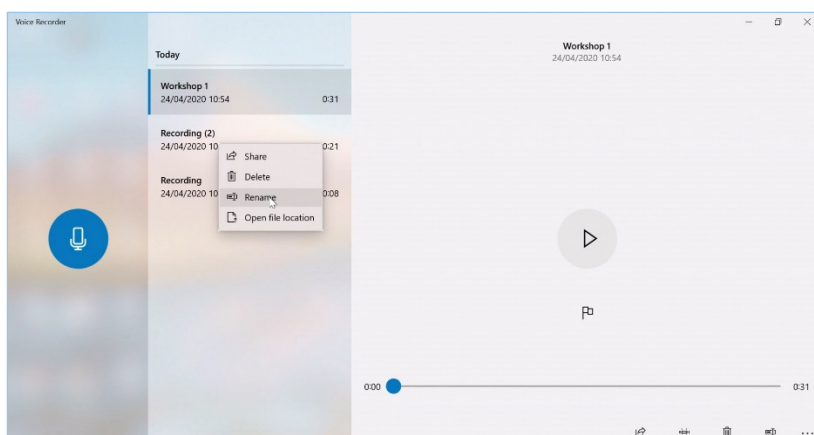 Voice Recorder
Today
Workshop 1
24/04/2020 10:54 0:31
Recording (2)
24/04/2020 10 0:21
Recording
24/04/2020 10 0:08
Share
Delete
Rename
Open file location
Workshop 1
24/04/2020 10:54
0:00 0:31